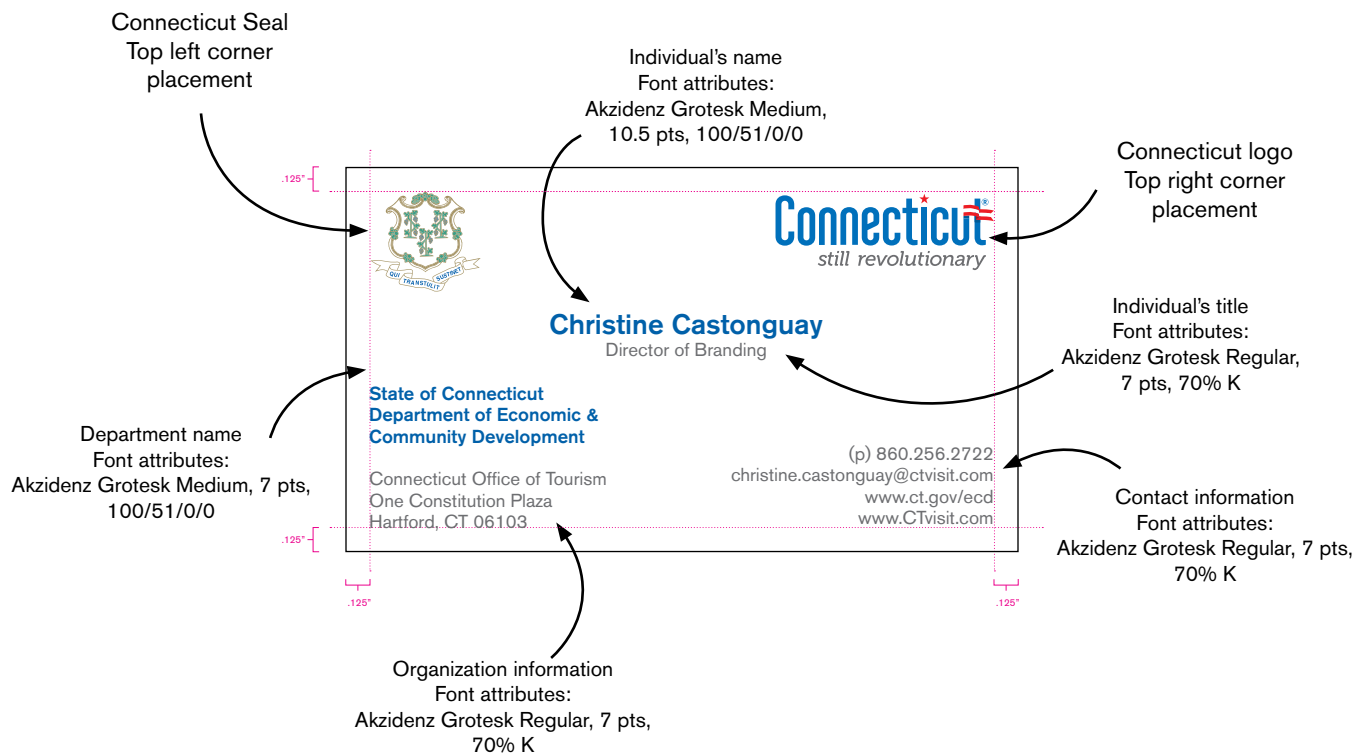 Connecticut Seal
Top left corner
placement
Individual’s name
Font attributes:
Akzidenz Grotesk Medium,
10.5 pts, 100/51/0/0
Connecticut logo
Top right corner
placement
.125"
QUI TRANSTULIT SUSTINET
Connecticut®
still revolutionary
Christine Castonguay
Director of Branding
Individual’s title
Font attributes:
Akzidenz Grotesk Regular,
7 pts, 70% K
State of Connecticut
Department of Economic &
Community Development
Department name
Font attributes:
Akzidenz Grotesk Medium, 7 pts,
100/51/0/0
Connecticut Office of Tourism
One Constitution Plaza
Hartford, CT 06103
(p) 860.256.2722
christine.castonguay@ctvisit.com
www.ct.gov/ecd
www.CTvisit.com
Contact information
Font attributes:
Akzidenz Grotesk Regular, 7 pts,
70% K
.125"
.125"
.125"
Organization information
Font attributes:
Akzidenz Grotesk Regular, 7 pts,
70% K